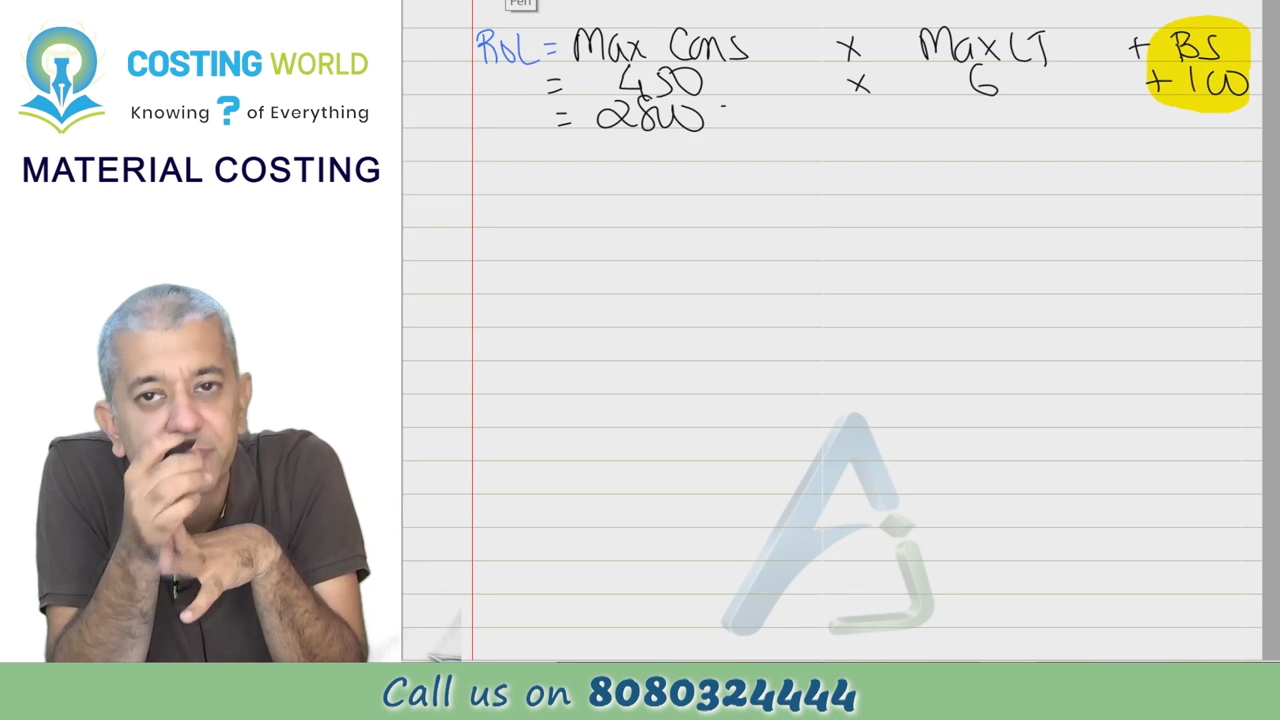 Pen
COSTING WORLD
Knowing ? of Everything
MATERIAL COSTING
ROL = Max Cons x Max LT + BS
= 450 x 6 + 100
= 2800
Call us on 8080324444